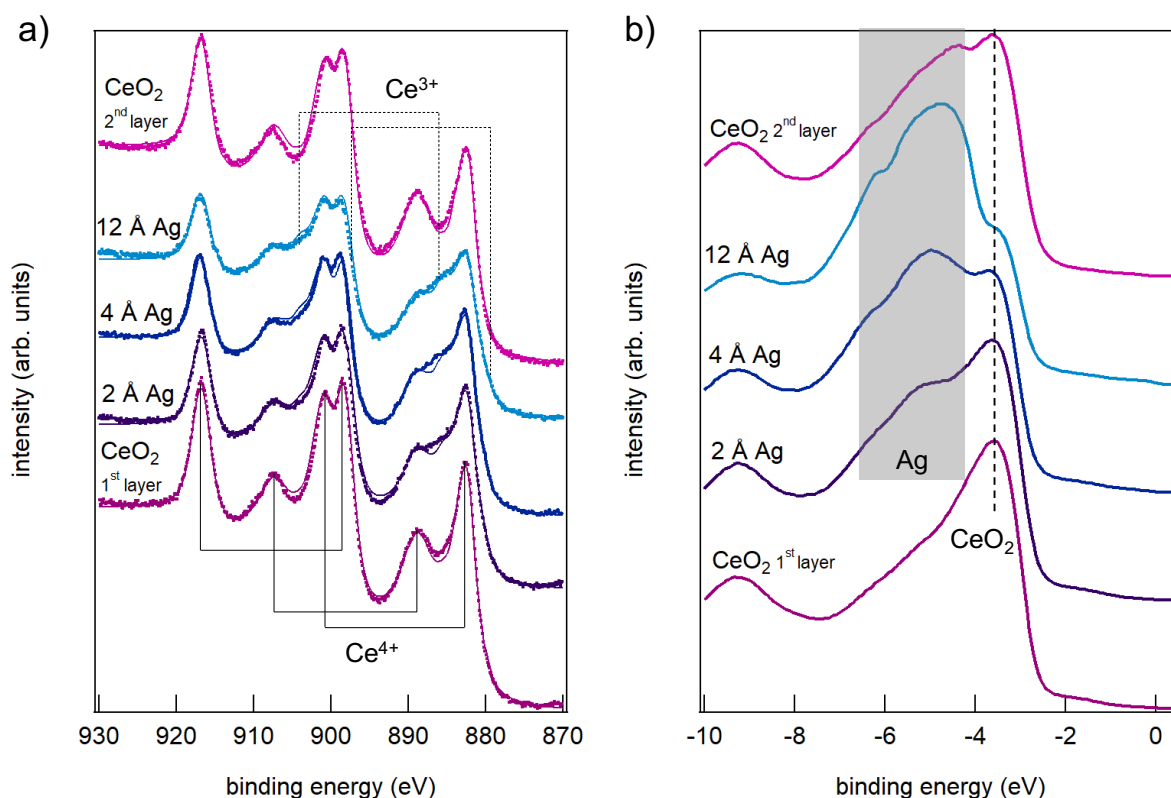 a)
intensity (arb. units)
CeO2
2nd layer
Ce3+
12 Å Ag
4 Å Ag
2 Å Ag
CeO2
1st layer
Ce4+
930 920 910 900 890 880 870
binding energy (eV)
b)
intensity (arb. units)
CeO2 2nd layer
12 Å Ag
4 Å Ag
2 Å Ag
Ag
CeO2
CeO2 1st layer
-10 -8 -6 -4 -2 0
binding energy (eV)